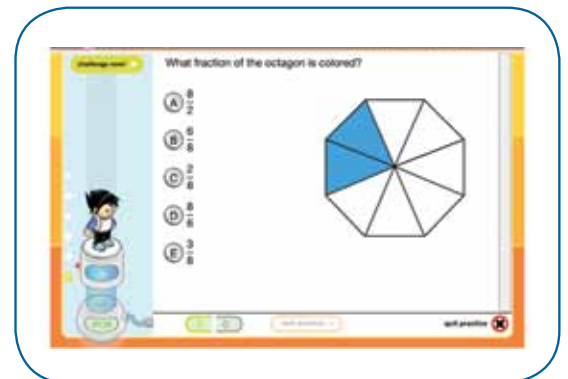 challenge zone!
What fraction of the octagon is colored?
A 8/2
B 6/8
C 2/8
D 8/6
E 3/8
quit practice